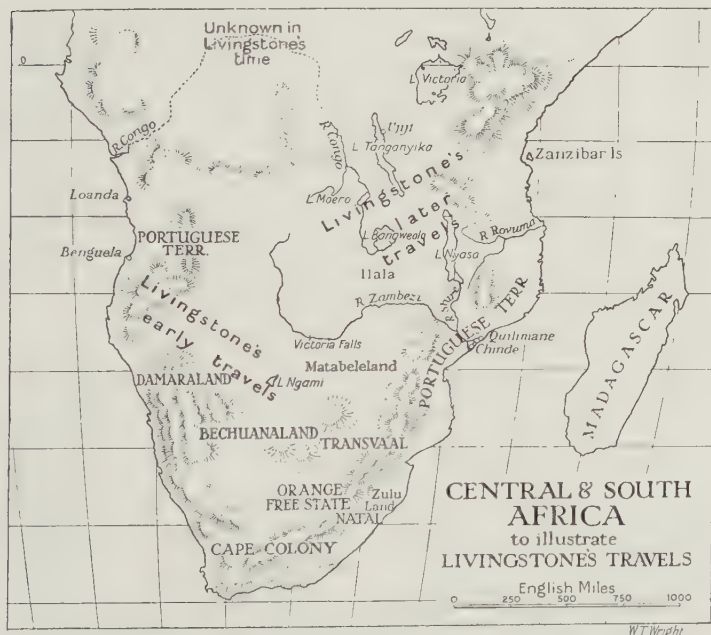 Unknown in
Livingstone's
time
0
L. Victoria
R. Congo
R. Congo
Ujiji
L. Tanganyika
Zanzibar Is
Livingstone's
later
travels
Loanda
L. Moero
L. Bangweolo
R. Rovuma
PORTUGUESE
TERR.
Benguela
L. Nyasa
Ilala
R. Zambezi
R. Shire
PORTUGUESE TERR
Livingstone's
early travels
Quilimane
Chinde
Victoria Falls
Matabeleland
MADAGASCAR
DAMARALAND
L. Ngami
BECHUANALAND
TRANSVAAL
ORANGE
FREE STATE
Zulu
Land
NATAL
CAPE COLONY
CENTRAL & SOUTH
AFRICA
to illustrate
LIVINGSTONE'S TRAVELS
English Miles
0 250 500 750 1000
W.T. Wright